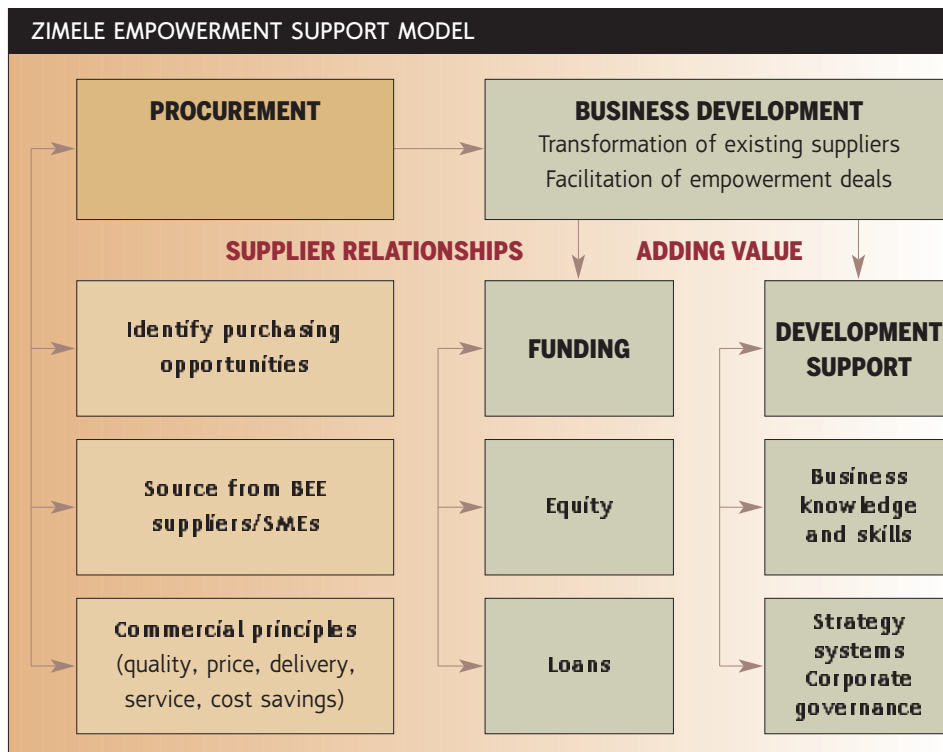 ZIMELE EMPOWERMENT SUPPORT MODEL
PROCUREMENT
BUSINESS DEVELOPMENT
Transformation of existing suppliers
Facilitation of empowerment deals
SUPPLIER RELATIONSHIPS
ADDING VALUE
Identify purchasing
opportunities
FUNDING
DEVELOPMENT
SUPPORT
Source from BEE
suppliers/SMEs
Equity
Business
knowledge
and skills
Commercial principles
(quality, price, delivery,
service, cost savings)
Loans
Strategy
systems
Corporate
governance